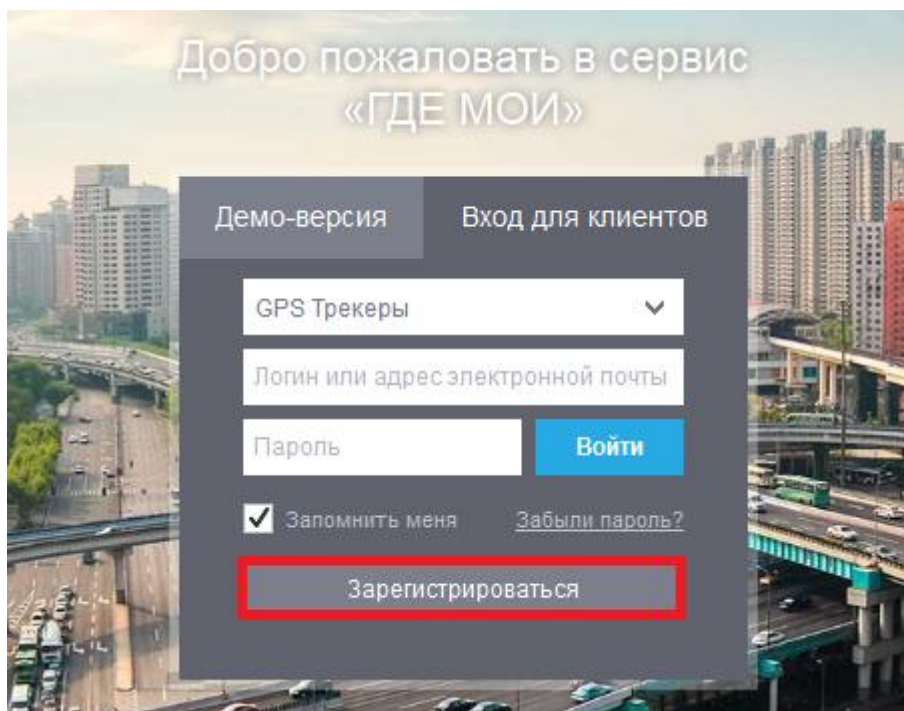 Добро пожаловать в сервис
«ГДЕ МОИ»
Демо-версия
Вход для клиентов
GPS Трекеры
Логин или адрес электронной почты
Пароль
Войти
Запомнить меня
Забыли пароль?
Зарегистрироваться